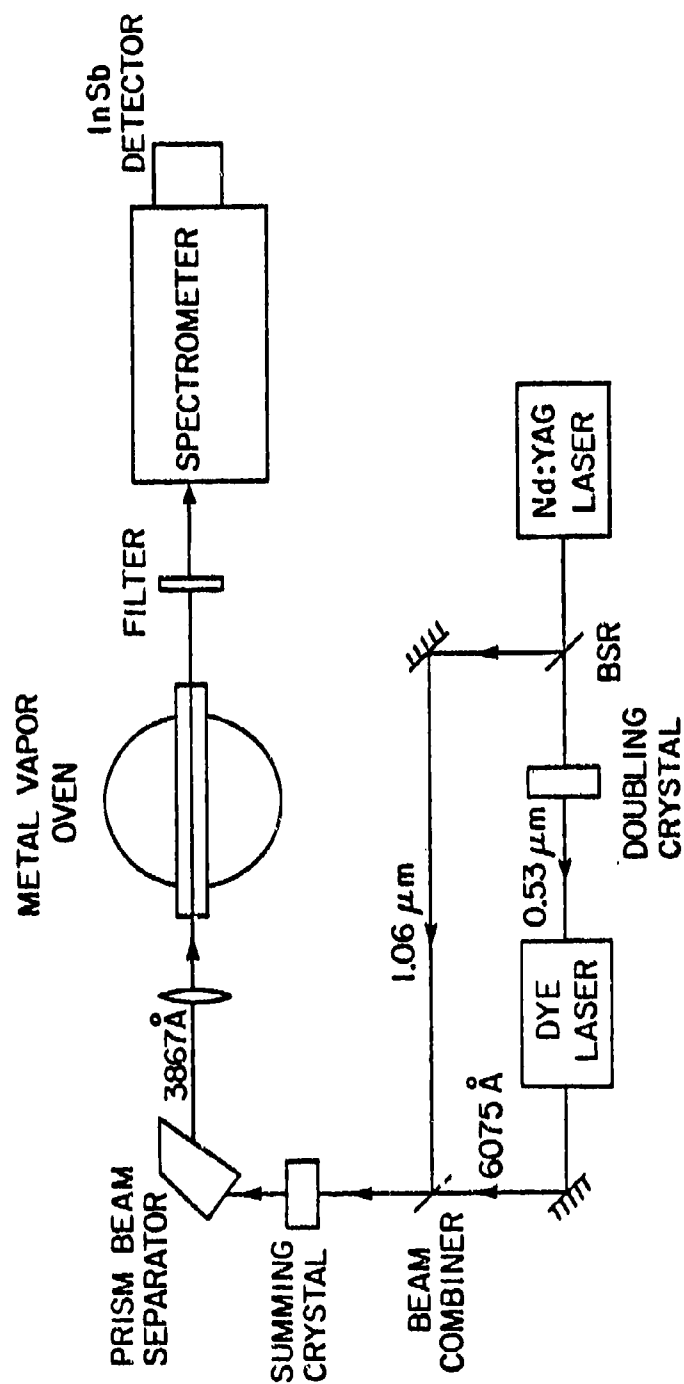 InSb
DETECTOR
SPECTROMETER
FILTER
METAL VAPOR
OVEN
3867Å
PRISM BEAM
SEPARATOR
SUMMING
CRYSTAL
BEAM
COMBINER
6075 Å
1.06 μm
0.53 μm
DYE
LASER
DOUBLING
CRYSTAL
BSR
Nd:YAG
LASER